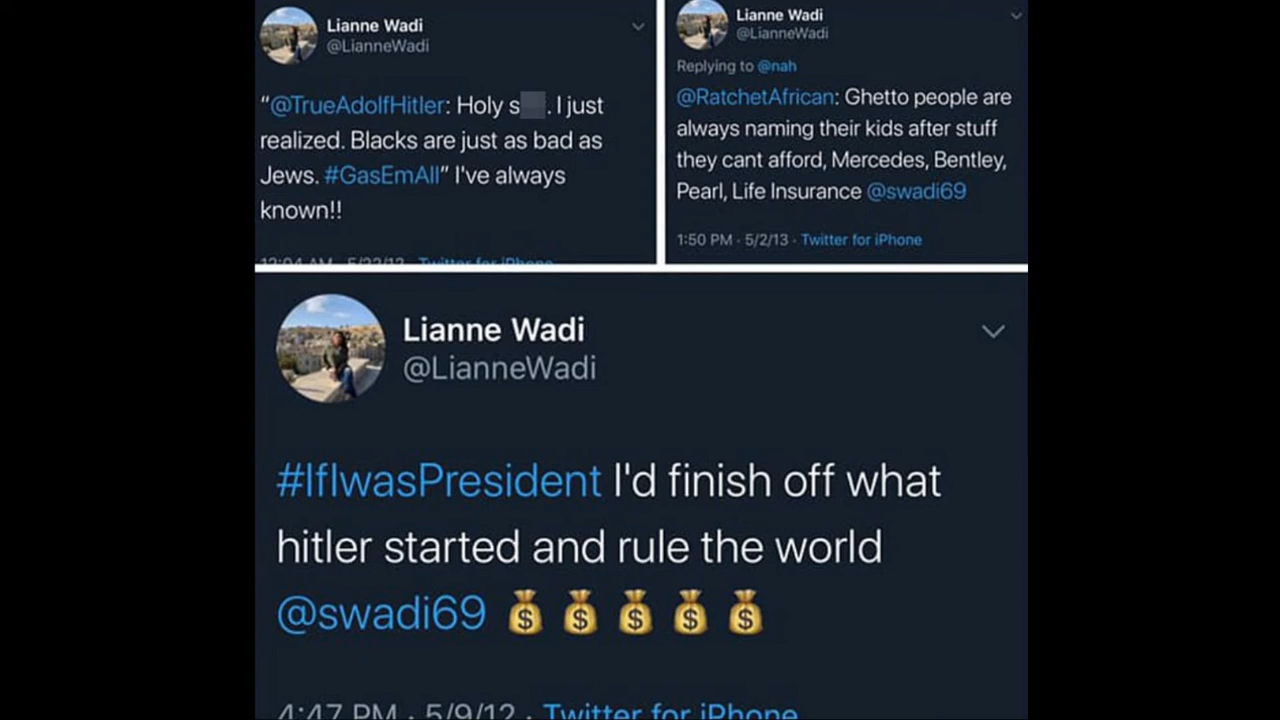 Lianne Wadi
@LianneWadi
"@TrueAdolfHitler: Holy s . I just
realized. Blacks are just as bad as
Jews. #GasEmAll" I've always
known!!
12:04 AM · 5/22/12 · Twitter for iPhone
Lianne Wadi
@LianneWadi
Replying to @nah
@RatchetAfrican: Ghetto people are
always naming their kids after stuff
they cant afford, Mercedes, Bentley,
Pearl, Life Insurance @swadi69
1:50 PM · 5/2/13 · Twitter for iPhone
Lianne Wadi
@LianneWadi
#IfIwasPresident I'd finish off what
hitler started and rule the world
@swadi69 💰 💰 💰 💰 💰
4:47 PM · 5/9/12 · Twitter for iPhone